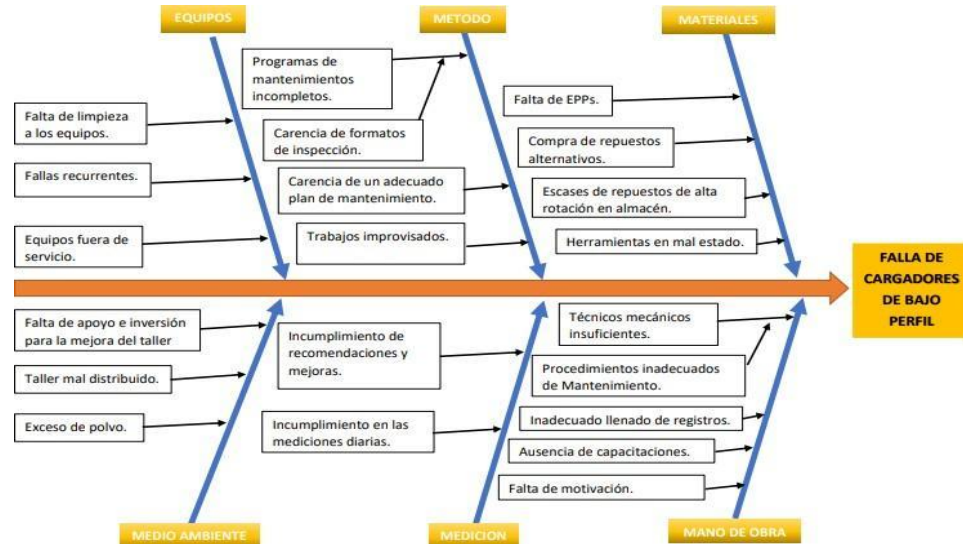 EQUIPOS
METODO
MATERIALES
Programas de
mantenimientos
incompletos.
Falta de limpieza
a los equipos.
Carencia de formatos
de inspección.
Fallas recurrentes.
Carencia de un adecuado
plan de mantenimiento.
Equipos fuera de
servicio.
Trabajos improvisados.
Falta de EPPs.
Compra de repuestos
alternativos.
Escases de repuestos de alta
rotación en almacén.
Herramientas en mal estado.
FALLA DE
CARGADORES
DE BAJO
PERFIL
Falta de apoyo e inversión
para la mejora del taller
Taller mal distribuido.
Exceso de polvo.
Incumplimiento de
recomendaciones y
mejoras.
Incumplimiento en las
mediciones diarias.
Técnicos mecánicos
insuficientes.
Procedimientos inadecuados
de Mantenimiento.
Inadecuado llenado de registros.
Ausencia de capacitaciones.
Falta de motivación.
MEDIO AMBIENTE
MEDICION
MANO DE OBRA